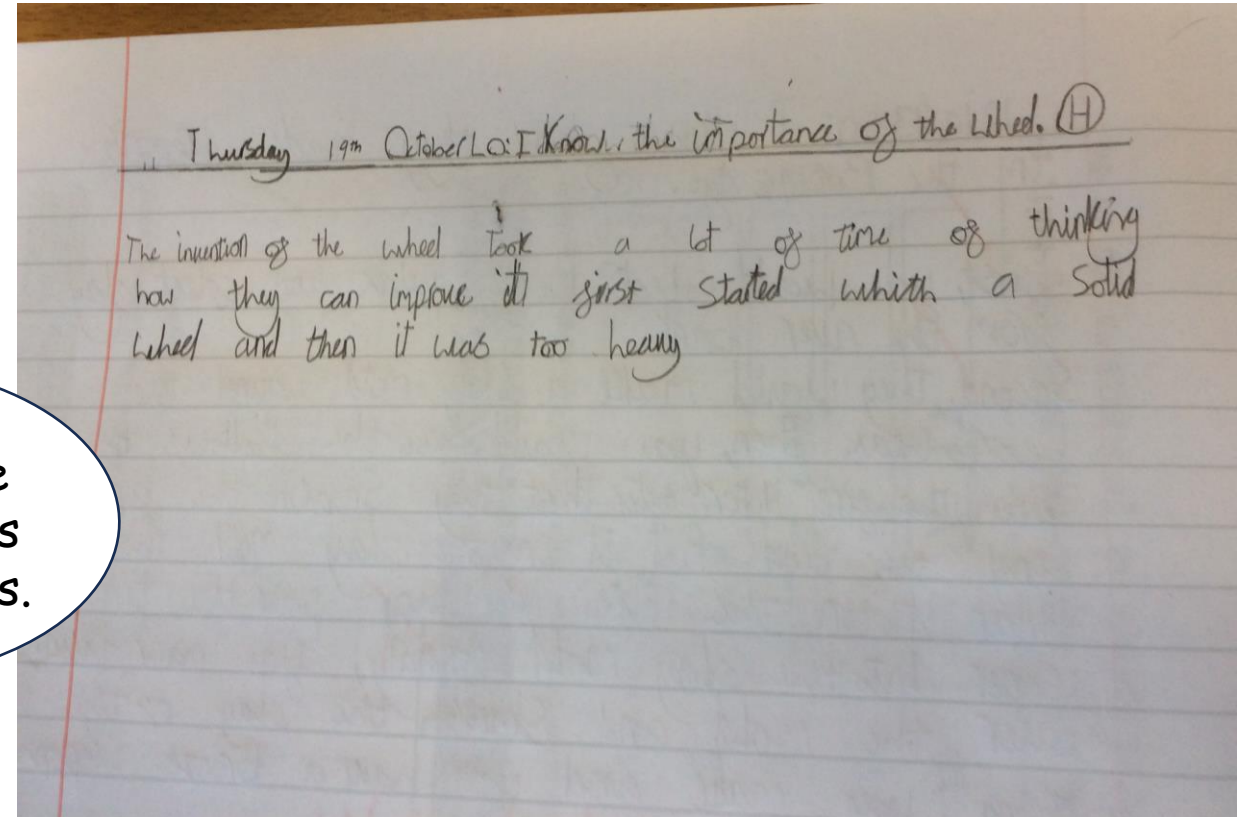 Thursday 19th October LO: I Know the importance of the wheel. H
The invention of the wheel took a lot of time of thinking
how they can improve it first started whith a solid
wheel and then it was too heavy
s
s.